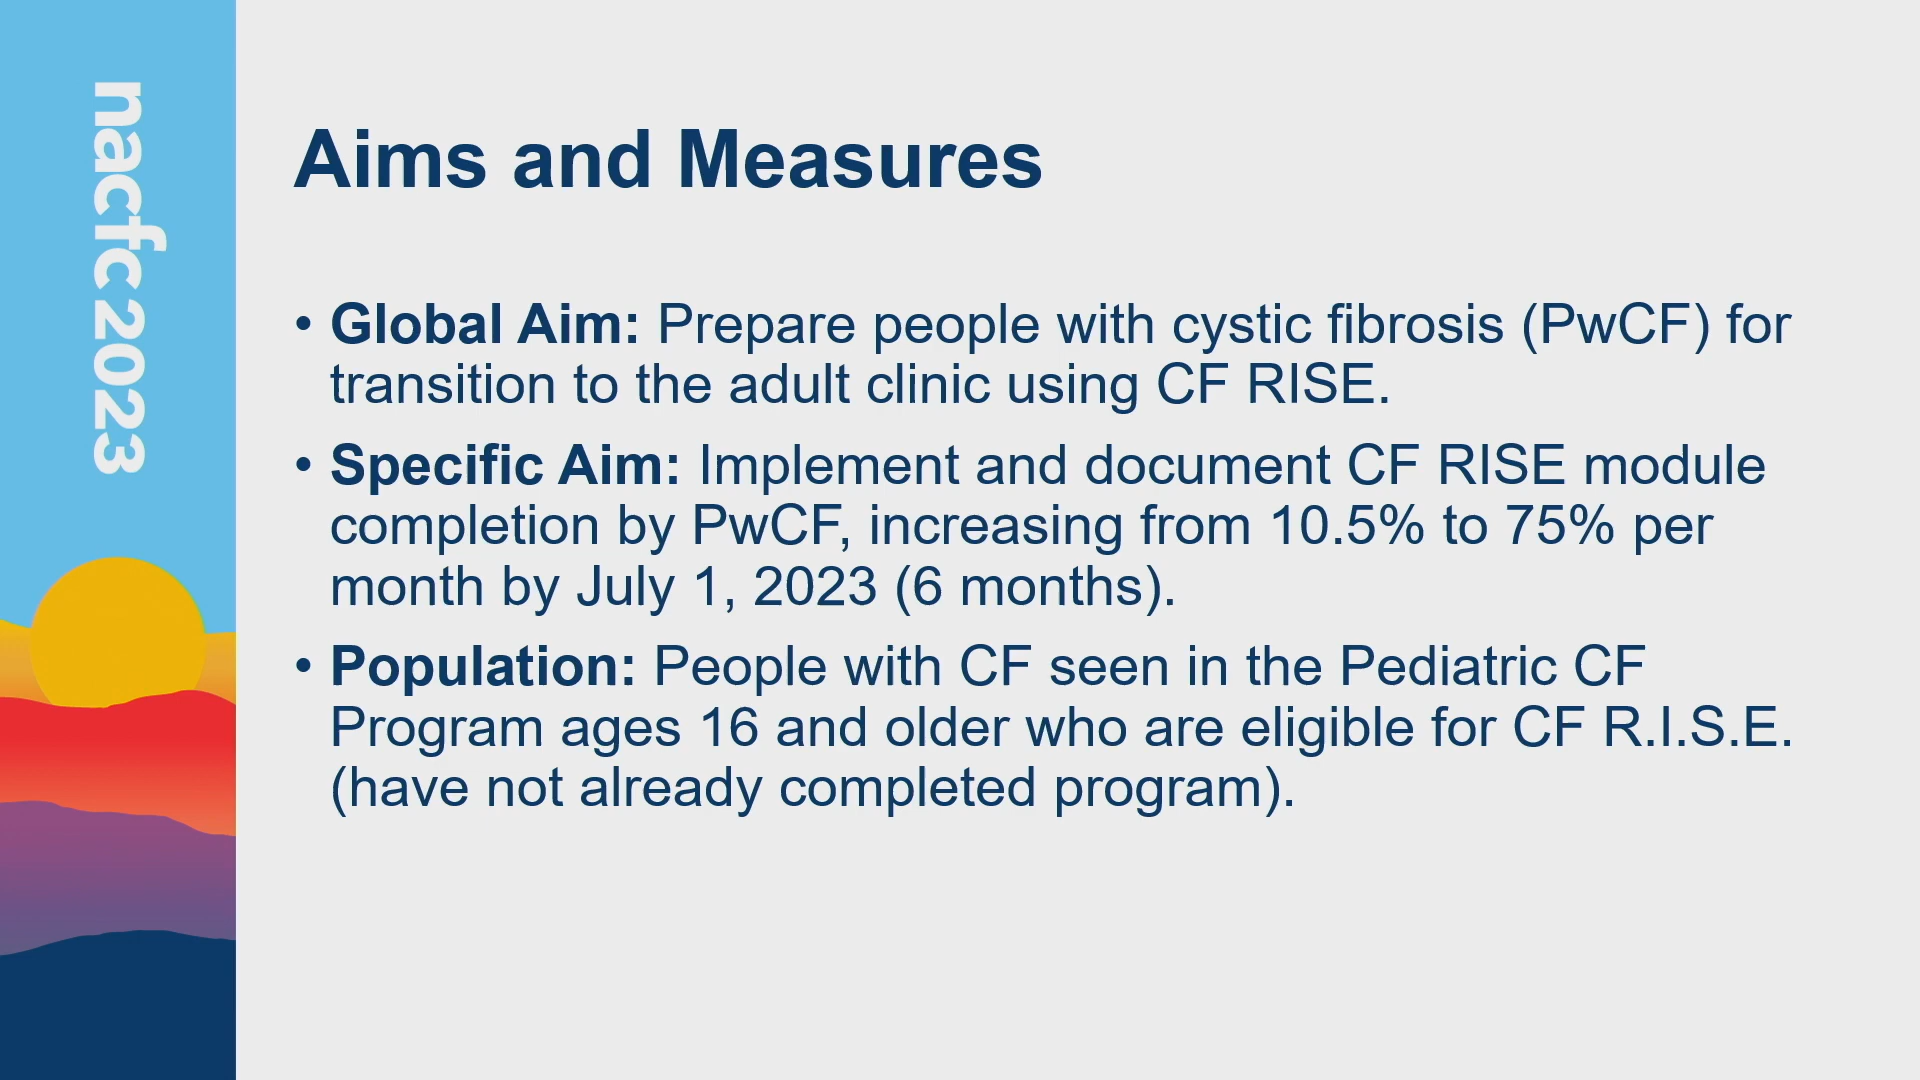 nacfc 2023
Aims and Measures
• Global Aim: Prepare people with cystic fibrosis (PwCF) for
transition to the adult clinic using CF RISE.
• Specific Aim: Implement and document CF RISE module
completion by PwCF, increasing from 10.5% to 75% per
month by July 1, 2023 (6 months).
• Population: People with CF seen in the Pediatric CF
Program ages 16 and older who are eligible for CF R.I.S.E.
(have not already completed program).